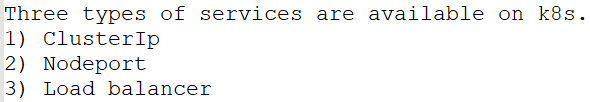 Three types of services are available on k8s.
1) ClusterIp
2) Nodeport
3) Load balancer